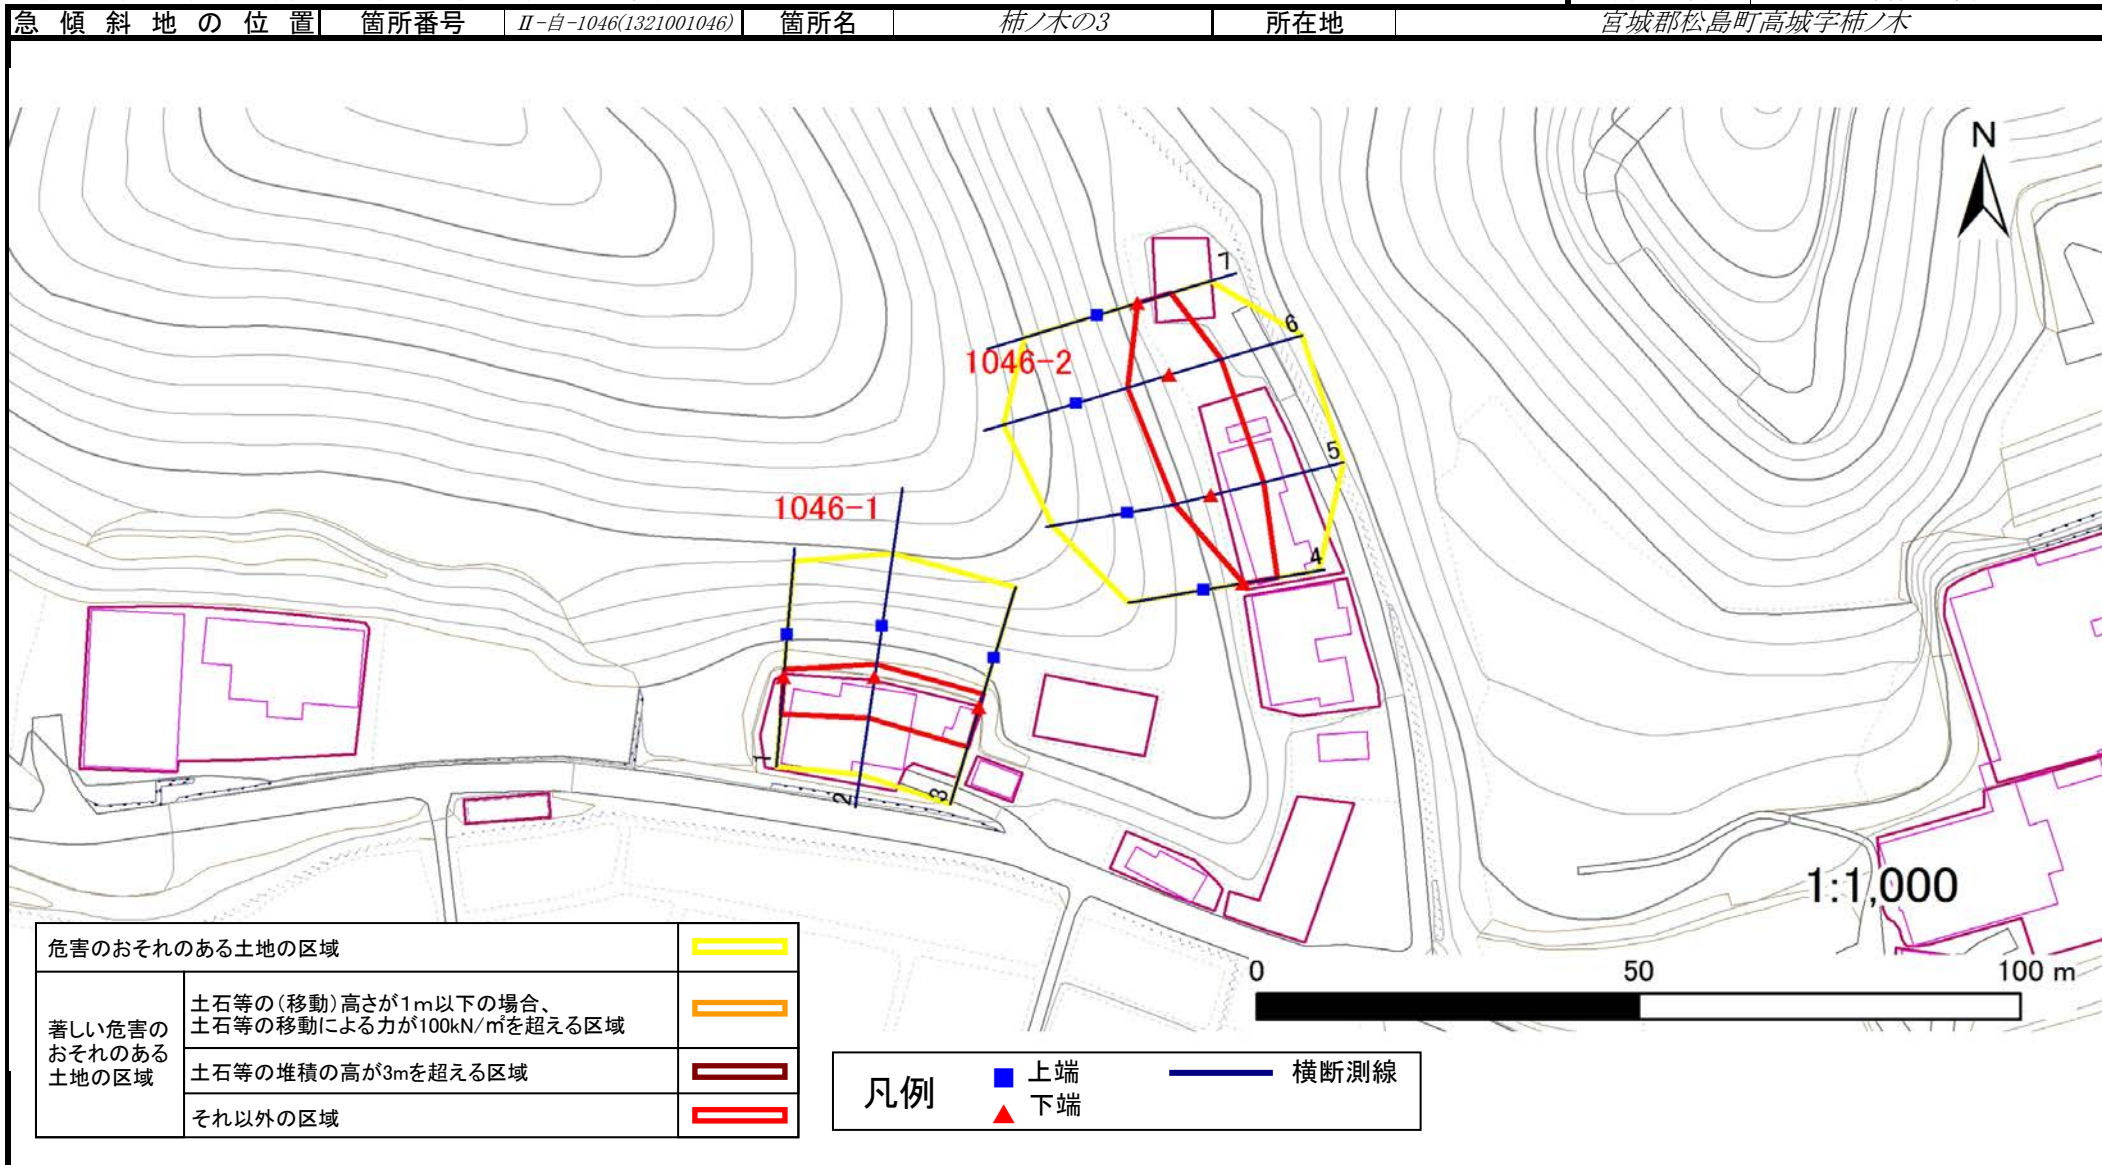 急傾斜地の位置 箇所番号 Ⅱ-自-1046(1321001046) 箇所名 柿ノ木の3 所在地 宮城郡松島町高城字柿ノ木
N
7
6
1046-2
5
1046-1
4
1
2
3
1:1,000
0 50 100 m
危害のおそれのある土地の区域
著しい危害の
おそれのある
土地の区域
土石等の(移動)高さが1m以下の場合、
土石等の移動による力が100kN/㎡を超える区域
土石等の堆積の高が3mを超える区域
それ以外の区域
凡例
上端
下端
横断測線